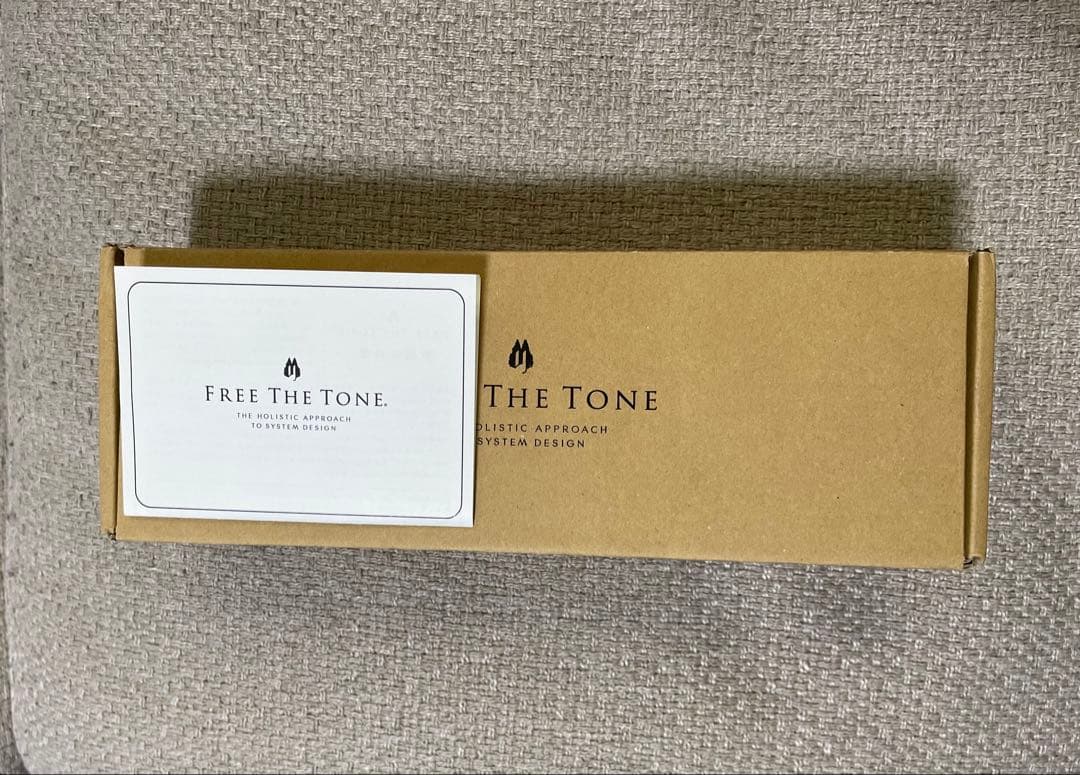 FREE THE TONE.
THE HOLISTIC APPROACH
TO SYSTEM DESIGN
THE TONE
OLISTIC APPROACH
SYSTEM DESIGN